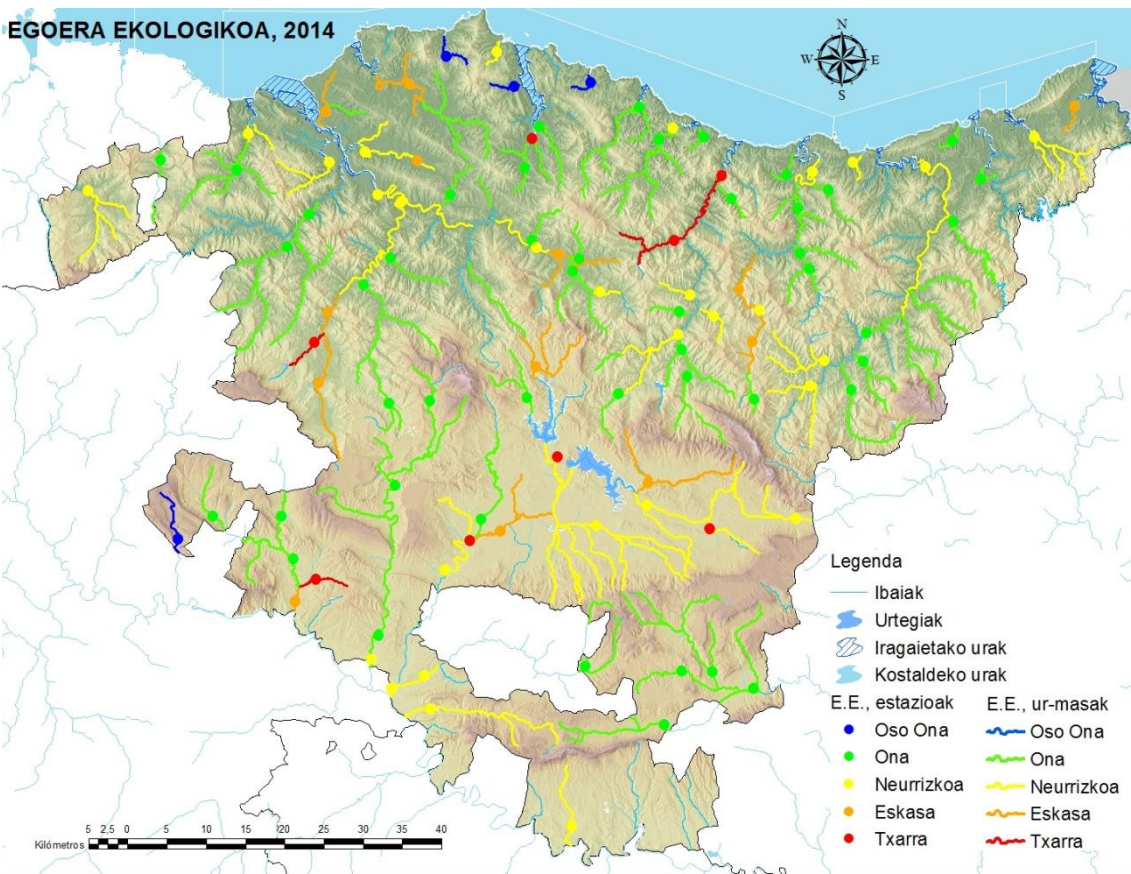 EGOERA EKOLOGIKOA, 2014
N
W E
S
Legenda
Ibaiak
Urtegiak
Iragaietako urak
Kostaldeko urak
E.E., estazioak E.E., ur-masak
Oso Ona Oso Ona
Ona Ona
Neurrizkoa Neurrizkoa
Eskasa Eskasa
Txarra Txarra
5 2,5 0 5 10 15 20 25 30 35 40
Kilómetros